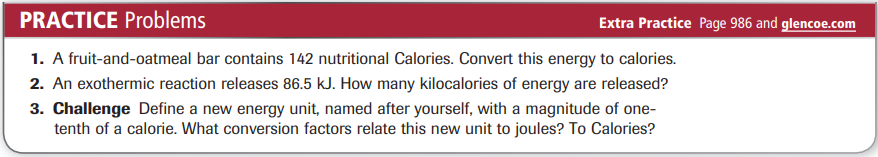 PRACTICE Problems
Extra Practice Page 986 and glencoe.com
1. A fruit-and-oatmeal bar contains 142 nutritional Calories. Convert this energy to calories.
2. An exothermic reaction releases 86.5 kJ. How many kilocalories of energy are released?
3. Challenge Define a new energy unit, named after yourself, with a magnitude of one-
tenth of a calorie. What conversion factors relate this new unit to joules? To Calories?